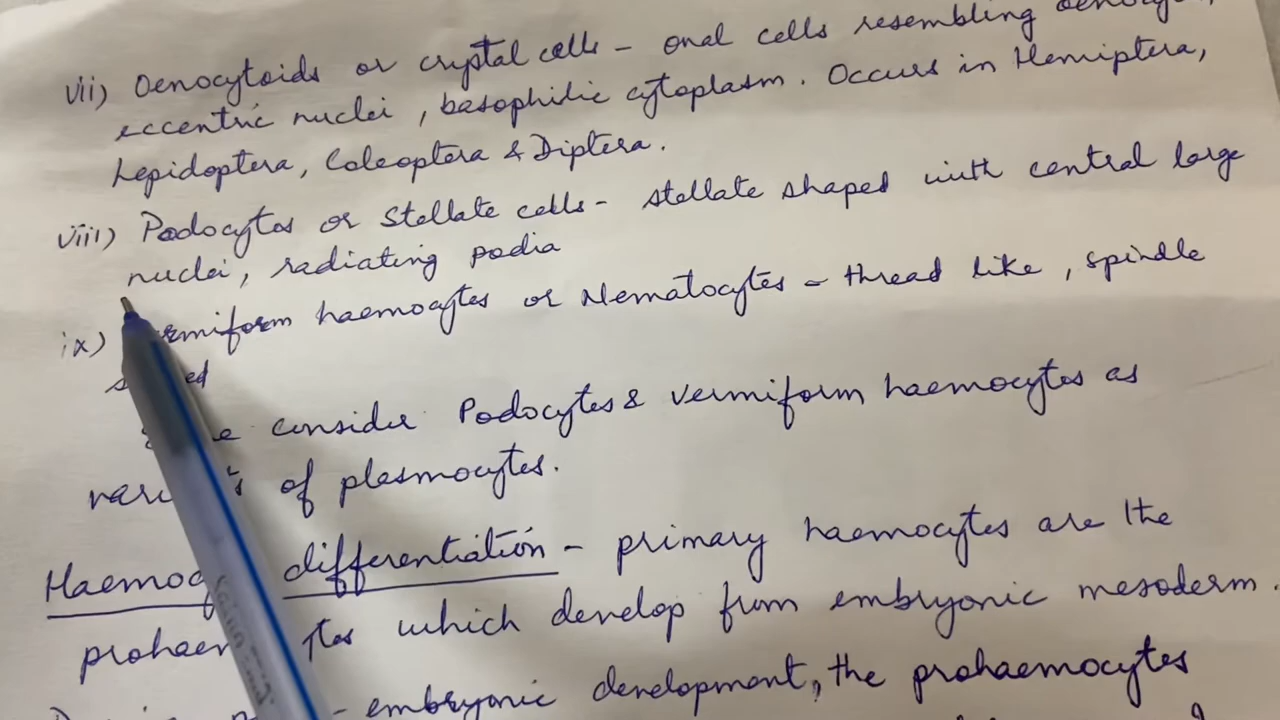 vii) Oenocytoids or crystal cells - oval cells resembling
eccentric nuclei, basophilic cytoplasm. Occurs in Hemiptera,
Lepidoptera, Coleoptera & Diptera.
viii) Podocytes or Stellate cells - stellate shaped with central large
nuclei, radiating podia
ix) haemocytes or Nematocytes - thread like, spindle
consider Podocytes & vermiform haemocytes as
of plasmocytes.
differentiation - primary haemocytes are the
which develop from embryonic mesoderm.
- embryonic development, the prohaemocytes